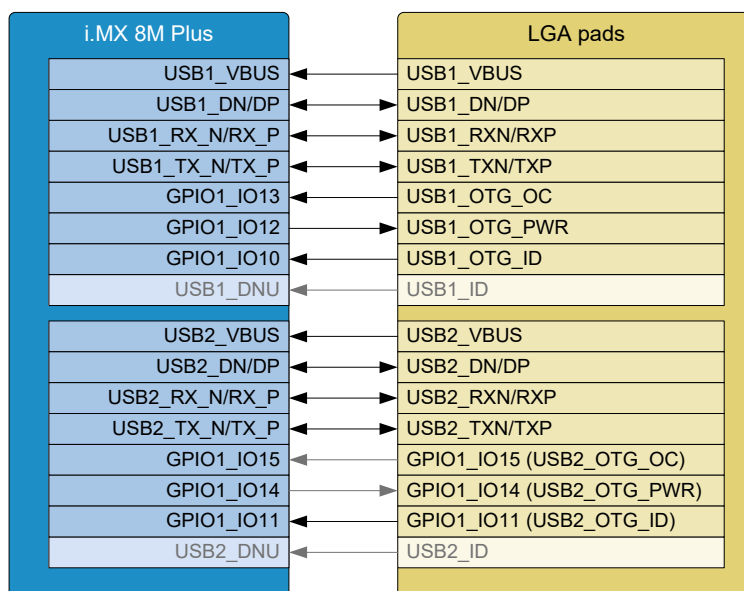 i.MX 8M Plus LGA pads
USB1_VBUS USB1_VBUS
USB1_DN/DP USB1_DN/DP
USB1_RX_N/RX_P USB1_RXN/RXP
USB1_TX_N/TX_P USB1_TXN/TXP
GPIO1_IO13 USB1_OTG_OC
GPIO1_IO12 USB1_OTG_PWR
GPIO1_IO10 USB1_OTG_ID
USB1_DNU USB1_ID
USB2_VBUS USB2_VBUS
USB2_DN/DP USB2_DN/DP
USB2_RX_N/RX_P USB2_RXN/RXP
USB2_TX_N/TX_P USB2_TXN/TXP
GPIO1_IO15 GPIO1_IO15 (USB2_OTG_OC)
GPIO1_IO14 GPIO1_IO14 (USB2_OTG_PWR)
GPIO1_IO11 GPIO1_IO11 (USB2_OTG_ID)
USB2_DNU USB2_ID